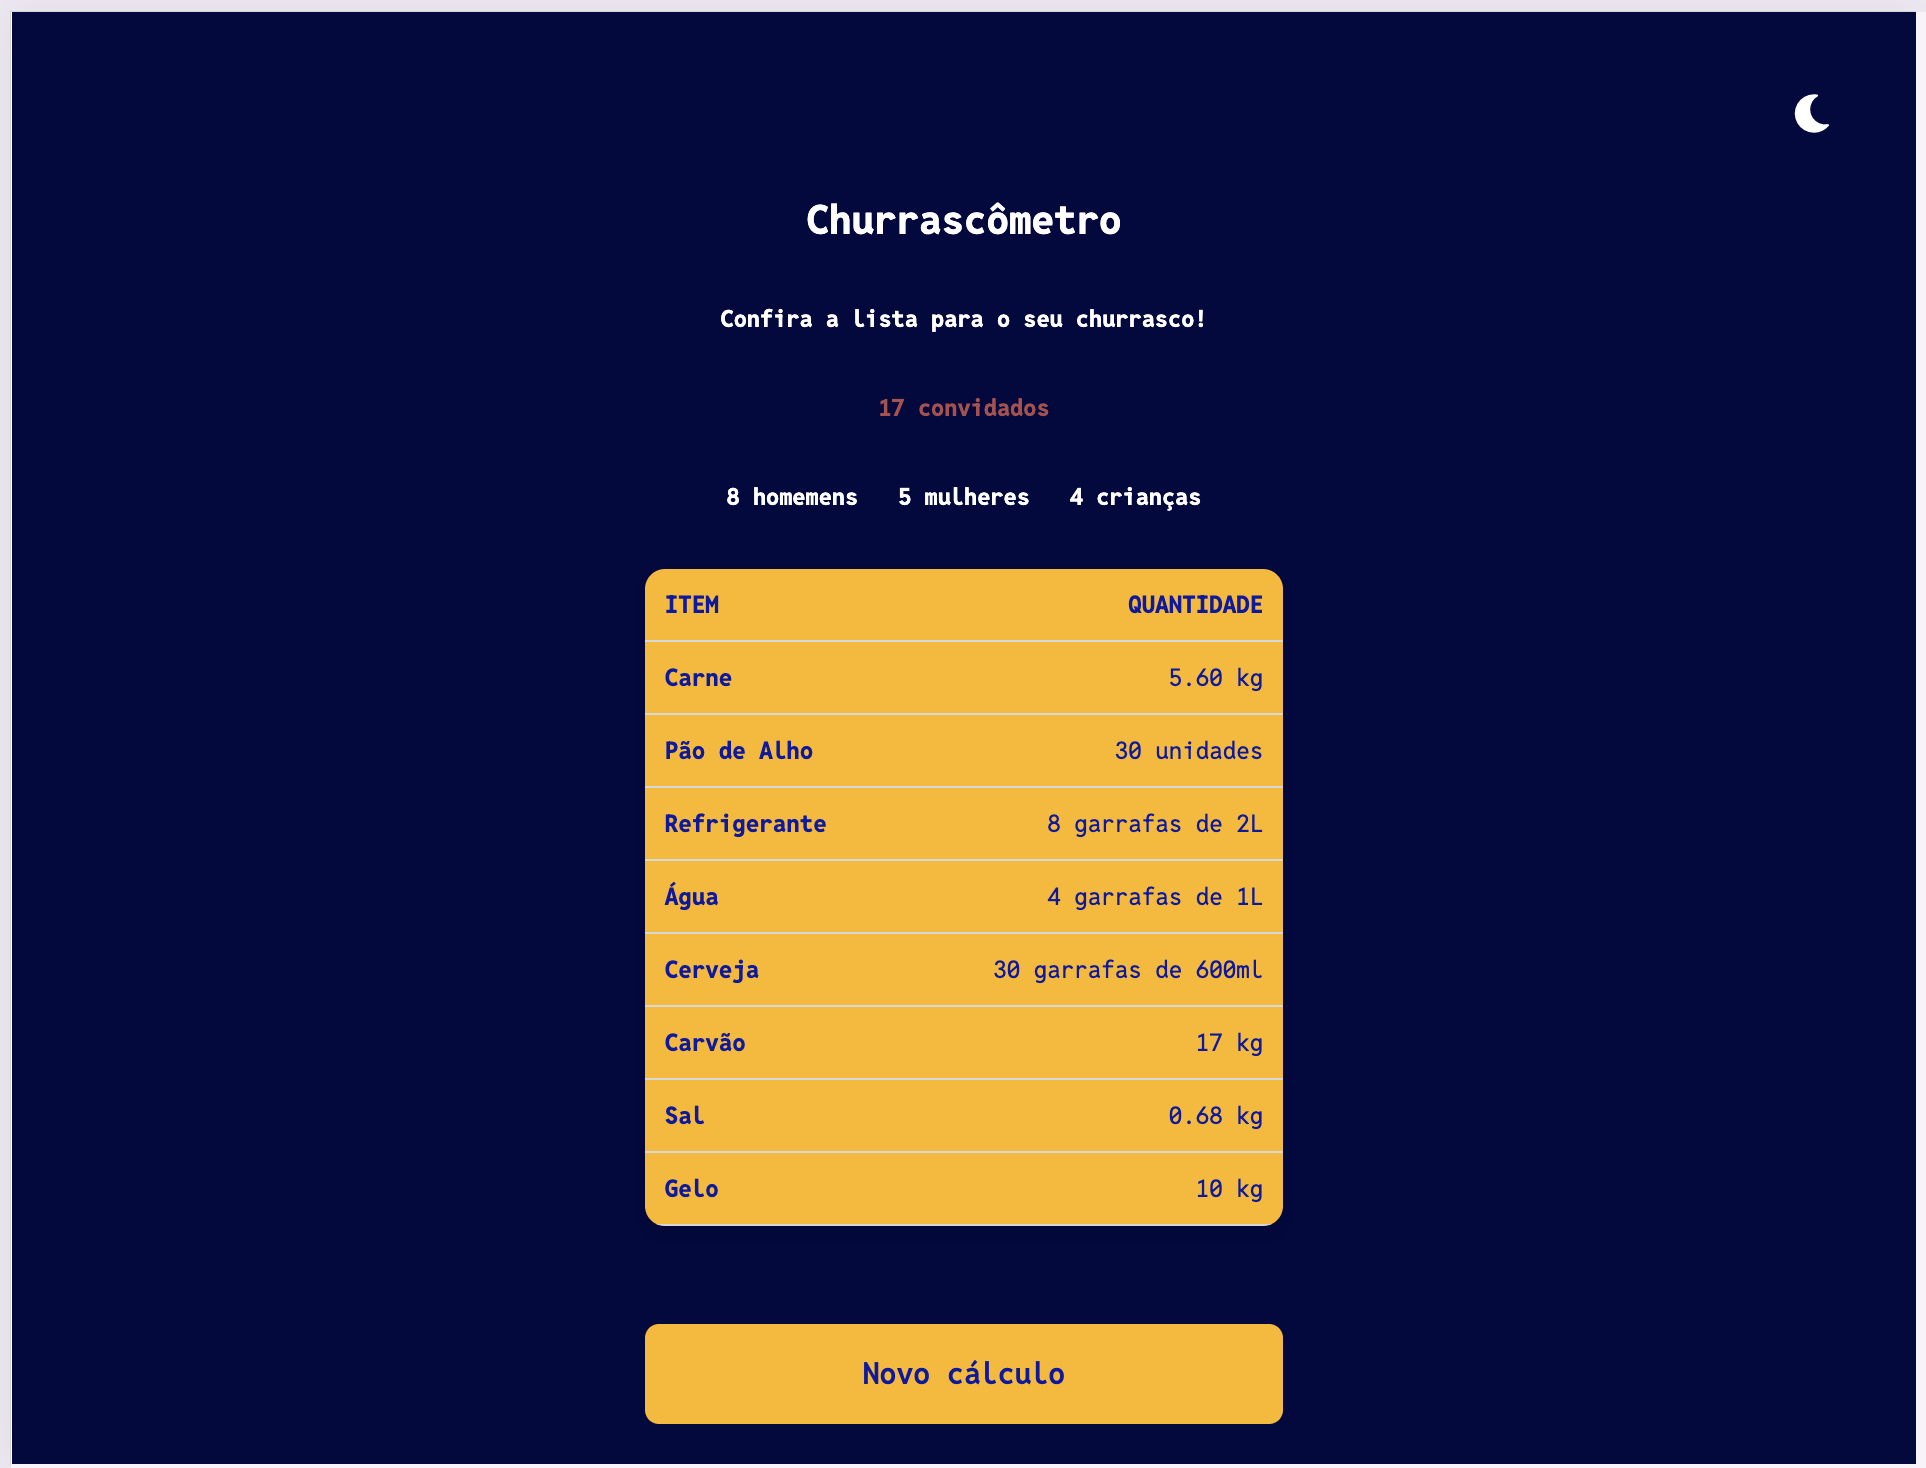 Churrascômetro
Confira a lista para o seu churrasco!
17 convidados
8 homemens 5 mulheres 4 crianças
ITEM QUANTIDADE
Carne 5.60 kg
Pão de Alho 30 unidades
Refrigerante 8 garrafas de 2L
Água 4 garrafas de 1L
Cerveja 30 garrafas de 600ml
Carvão 17 kg
Sal 0.68 kg
Gelo 10 kg
Novo cálculo